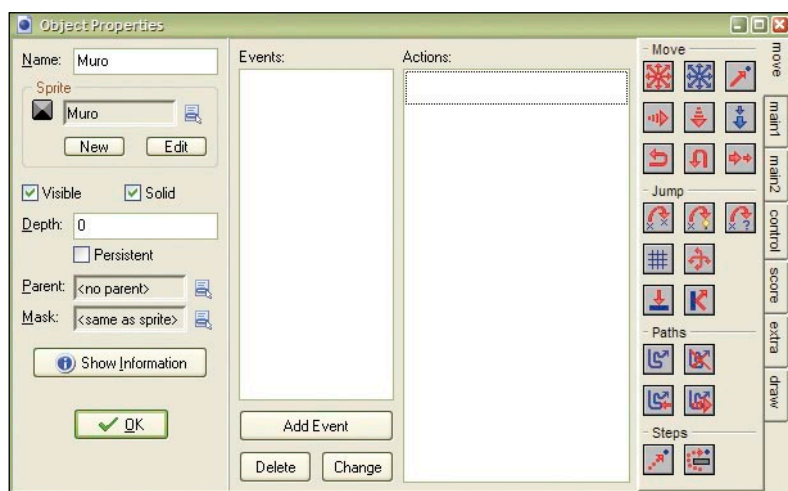 Object Properties
Name: Muro
Sprite
Muro
New Edit
Visible Solid
Depth: 0
Persistent
Parent: <no parent>
Mask: <same as sprite>
Show Information
OK
Events:
Add Event
Delete Change
Actions:
Move
Jump
Paths
Steps
move
main1
main2
control
score
extra
draw